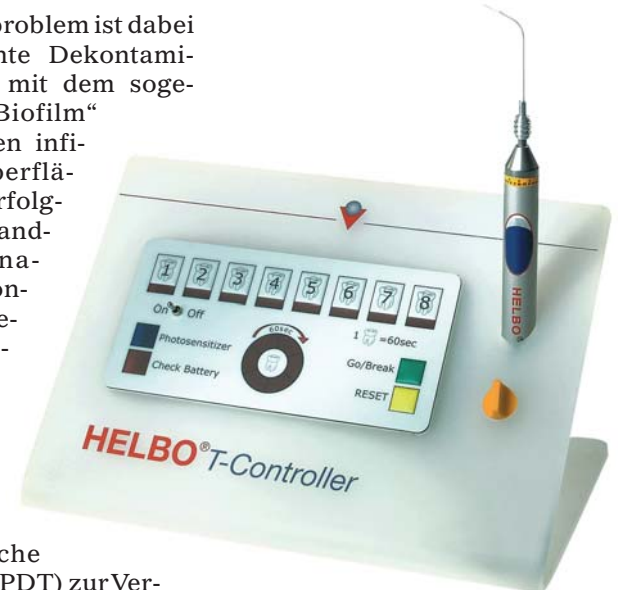 problem ist dabei
nte Dekontami-
mit dem soge-
Biofilm“
en infi-
berflä-
rfolg-
and-
na-
on-
e-
-
1 2 3 4 5 6 7 8
On Off
60sec
1 =60sec
Photosensitizer
Go/Break
Check Battery
RESET
HELBO®
HELBO® T-Controller
che
PDT) zur Ver-